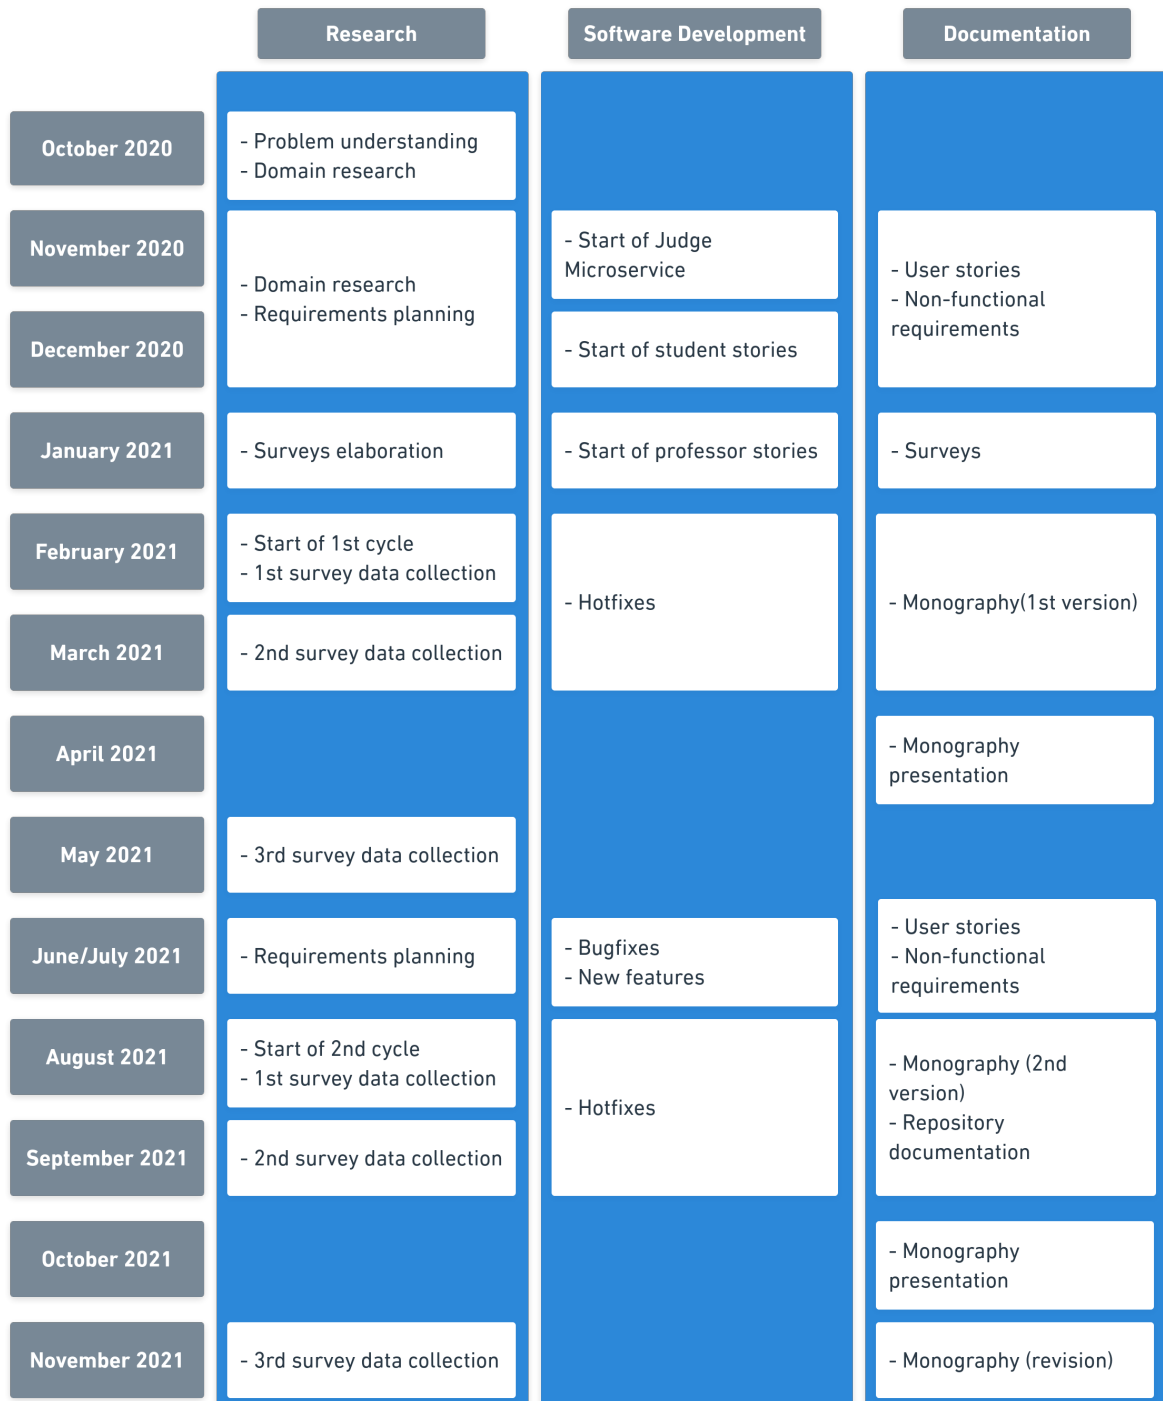 Research
Software Development
Documentation
October 2020
- Problem understanding
- Domain research
November 2020
- Domain research
- Requirements planning
- Start of Judge
Microservice
- User stories
- Non-functional
requirements
December 2020
- Start of student stories
January 2021
- Surveys elaboration
- Start of professor stories
- Surveys
February 2021
- Start of 1st cycle
- 1st survey data collection
- Hotfixes
- Monography(1st version)
March 2021
- 2nd survey data collection
April 2021
- Monography
presentation
May 2021
- 3rd survey data collection
June/July 2021
- Requirements planning
- Bugfixes
- New features
- User stories
- Non-functional
requirements
August 2021
- Start of 2nd cycle
- 1st survey data collection
- Hotfixes
- Monography (2nd
version)
- Repository
documentation
September 2021
- 2nd survey data collection
October 2021
- Monography
presentation
November 2021
- 3rd survey data collection
- Monography (revision)